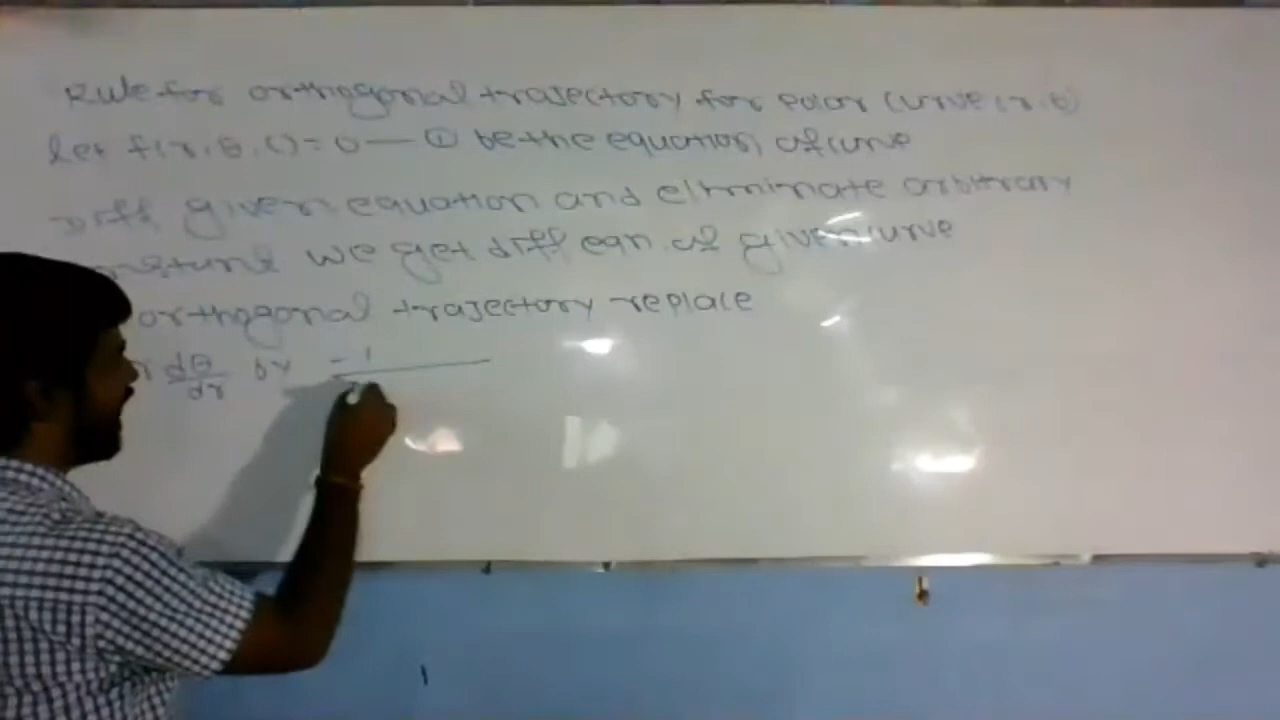 Rule for orthogonal trajectory for polar curve (r, θ)
let f(r, θ, c) = 0 — ① be the equation of curve
Diff given equation and eliminate arbitrary
we get diff eqn. of given curve
orthogonal trajectory replace
r dθ/dr by -1